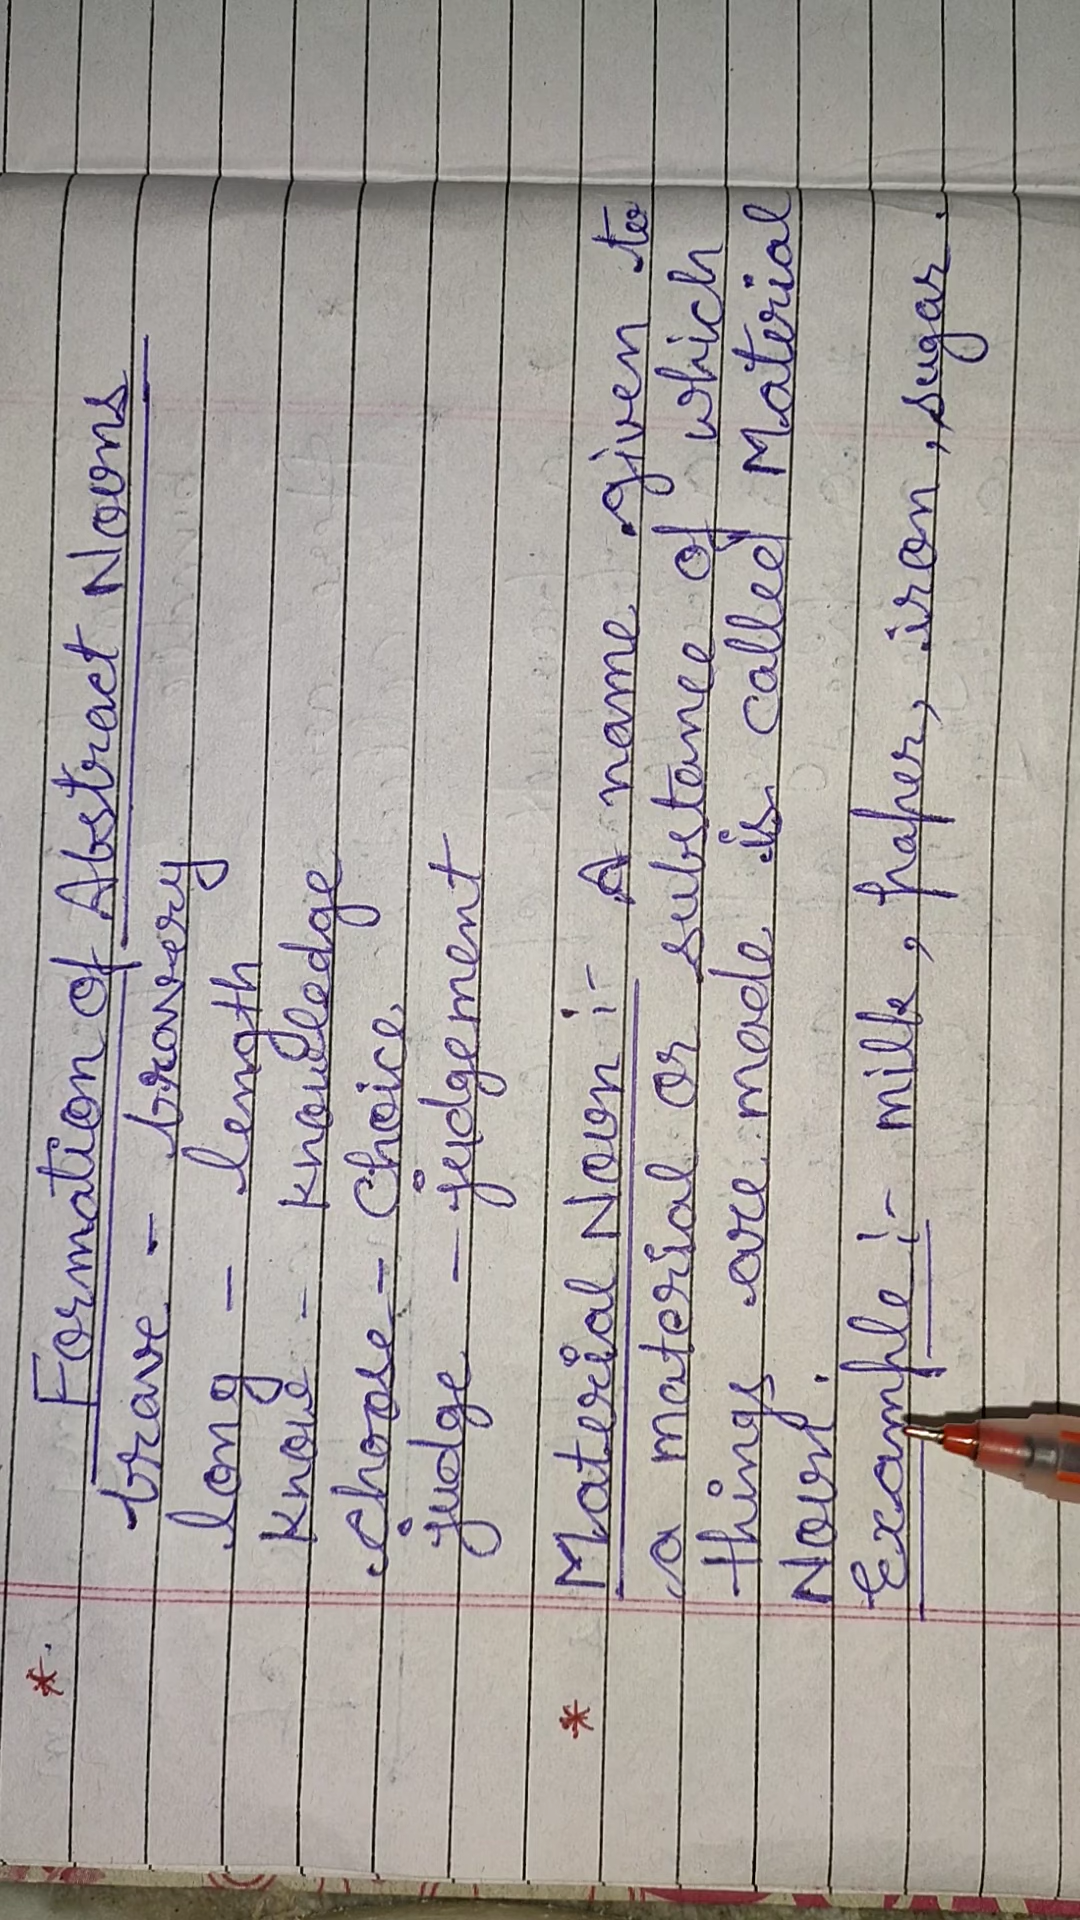 * Formation of Abstract Nouns
brave - bravery
long - length
know - knowledge
choose - choice
judge - judgement
* Material Noun :- A name given to
a material or substance of which
things are made is called Material
Noun.
Example :- milk, paper, iron, sugar.